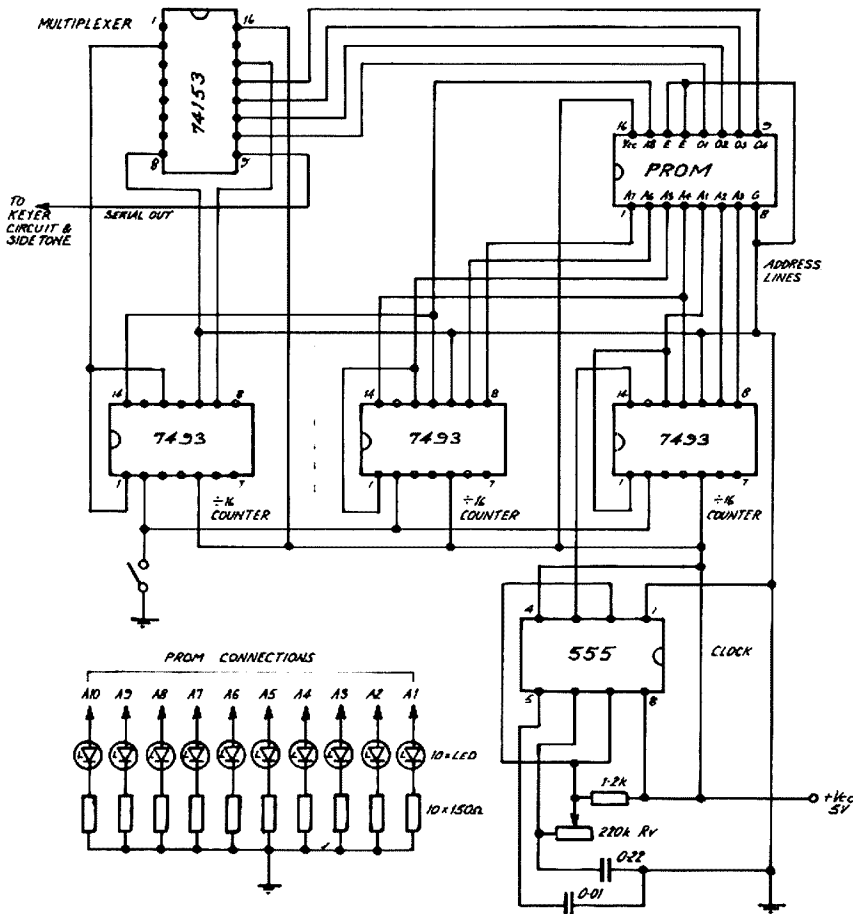 MULTIPLEXER
1
16
74153
8
9
TO
KEYER
CIRCUIT &
SIDETONE
SERIAL OUT
16
9
Vcc A8 E E O1 O2 O3 O4
PROM
A7 A6 A5 A4 A1 A2 A3 G
1
8
ADDRESS
LINES
14
8
7493
1
7
÷16
COUNTER
14
8
7493
1
7
÷16
COUNTER
14
8
7493
1
7
÷16
COUNTER
4
1
555
5
8
CLOCK
PROM CONNECTIONS
A10 A9 A8 A7 A6 A5 A4 A3 A2 A1
10×LED
10×150Ω
1·2k
+Vcc
5V
220k RV
0·22
0·01